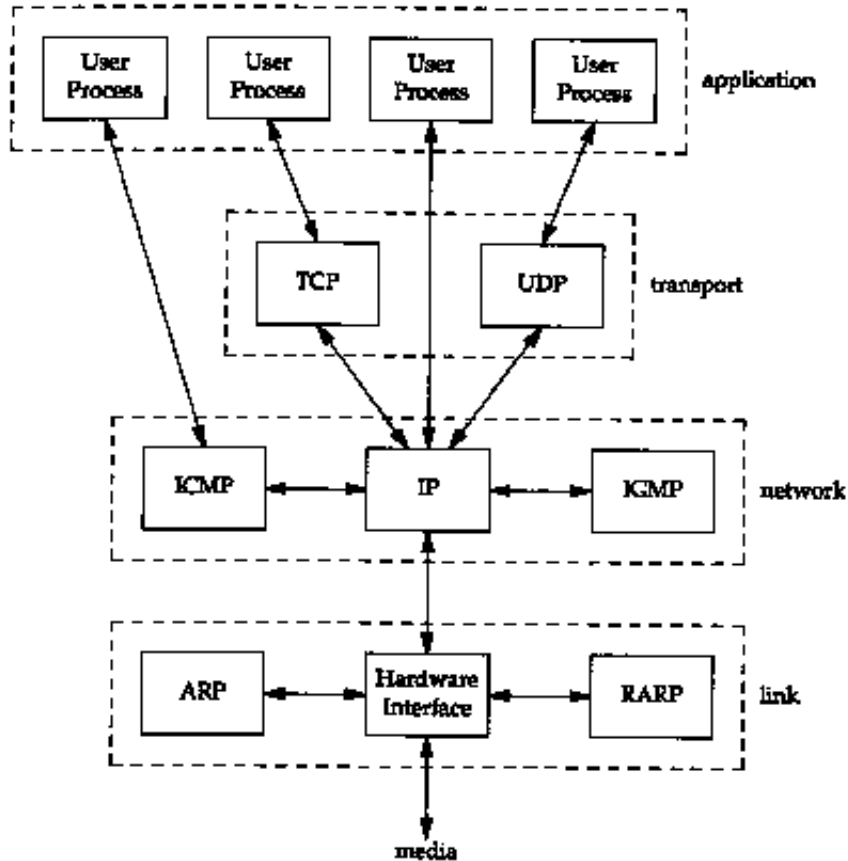 User
Process
User
Process
User
Process
User
Process
application
TCP
UDP
transport
ICMP
IP
IGMP
network
ARP
Hardware
Interface
RARP
link
media